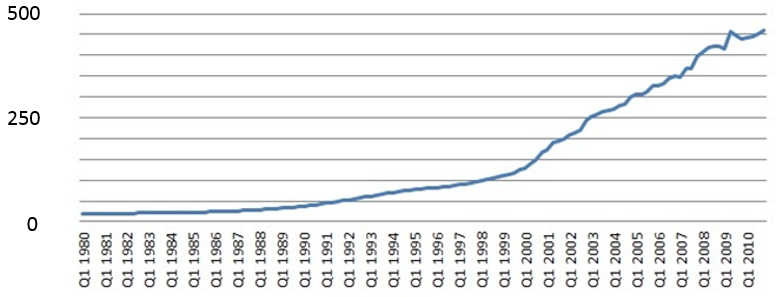 500
250
0
Q1 1980
Q1 1981
Q1 1982
Q1 1983
Q1 1984
Q1 1985
Q1 1986
Q1 1987
Q1 1988
Q1 1989
Q1 1990
Q1 1991
Q1 1992
Q1 1993
Q1 1994
Q1 1995
Q1 1996
Q1 1997
Q1 1998
Q1 1999
Q1 2000
Q1 2001
Q1 2002
Q1 2003
Q1 2004
Q1 2005
Q1 2006
Q1 2007
Q1 2008
Q1 2009
Q1 2010